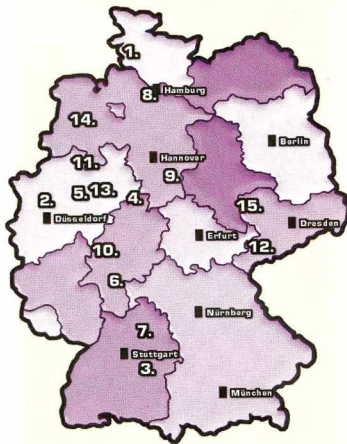 1.
8.
Hamburg
14.
Berlin
11.
Hannover
9.
2.
5.
13.
4.
15.
Düsseldorf
Erfurt
Dresden
12.
10.
6.
Nürnberg
7.
Stuttgart
3.
München